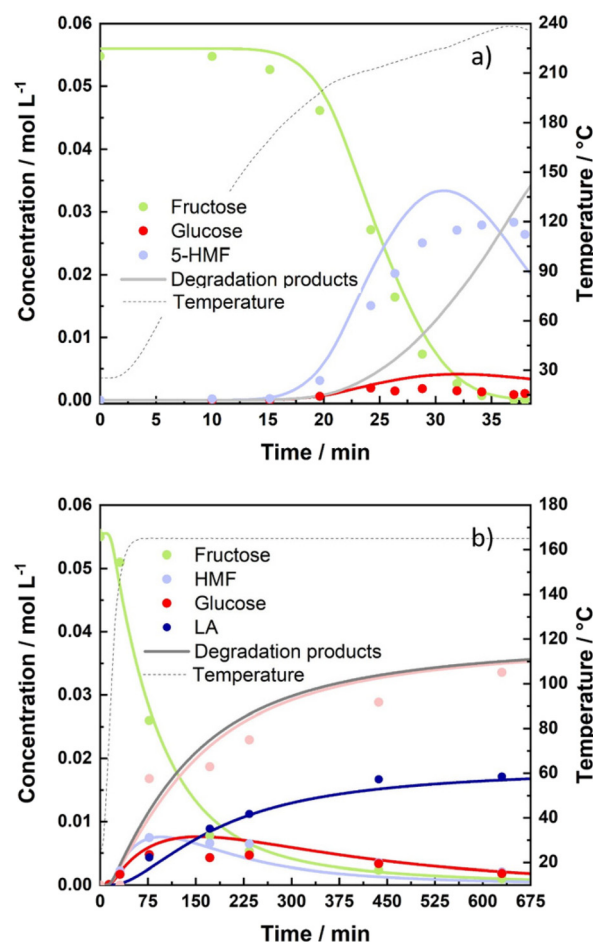 a)
Concentration / mol L⁻¹
0.06
0.05
0.04
0.03
0.02
0.01
0.00
Fructose
Glucose
5-HMF
Degradation products
Temperature
240
210
180
150
120
90
60
30
Temperature / °C
0 5 10 15 20 25 30 35
Time / min
b)
Concentration / mol L⁻¹
0.06
0.05
0.04
0.03
0.02
0.01
0.00
Fructose
HMF
Glucose
LA
Degradation products
Temperature
180
160
140
120
100
80
60
40
20
Temperature / °C
0 75 150 225 300 375 450 525 600 675
Time / min